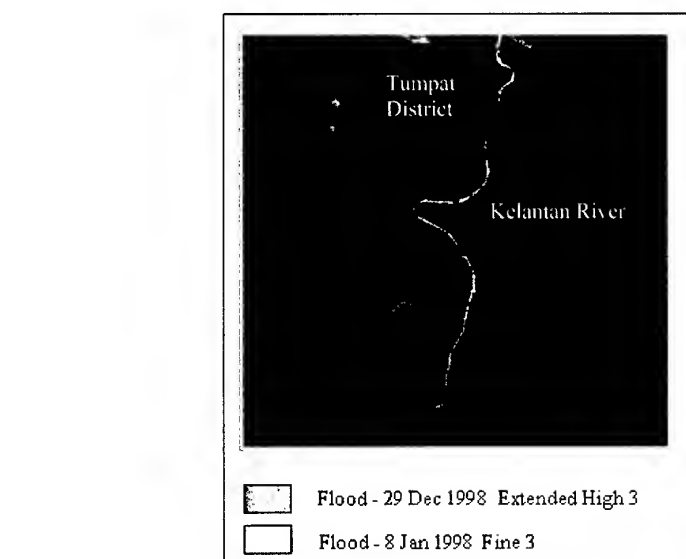 Tumpat
District
Kelantan River
Flood - 29 Dec 1998 Extended High 3
Flood - 8 Jan 1998 Fine 3